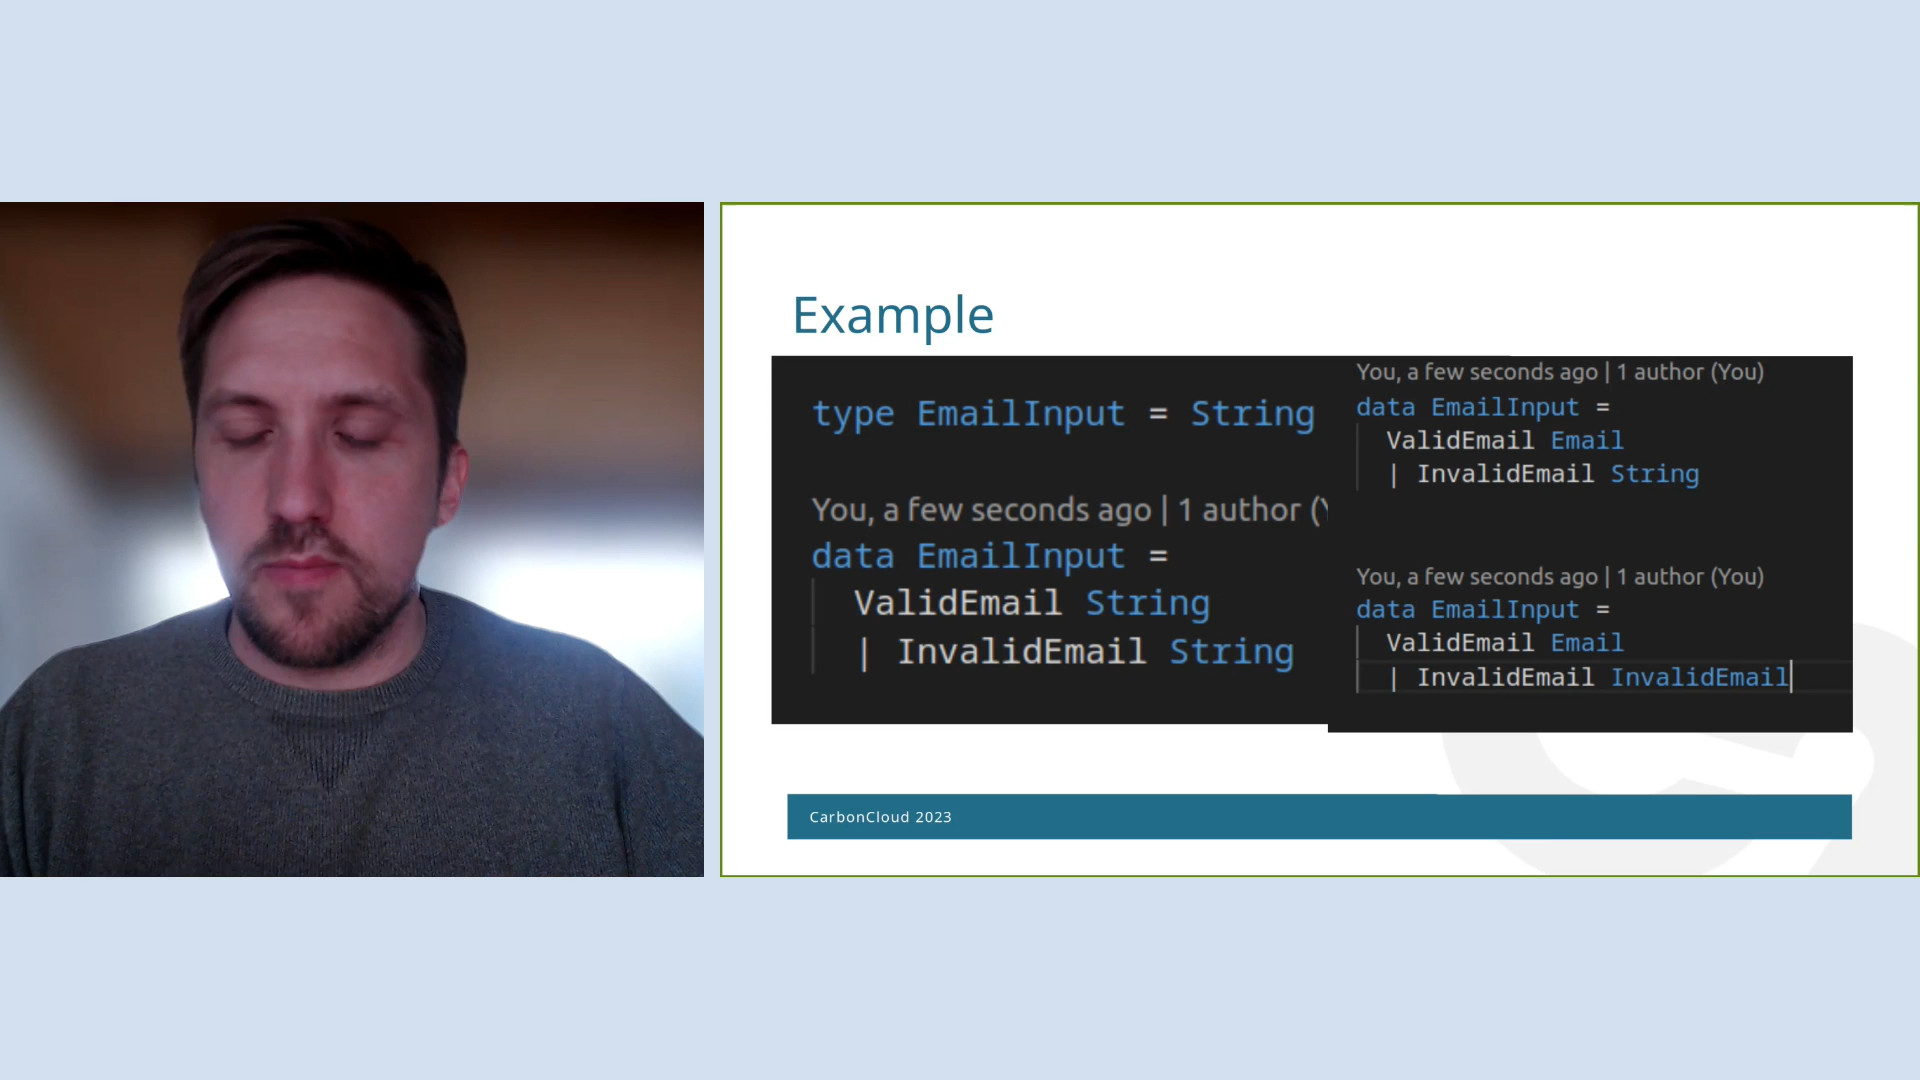 Example
type EmailInput = String
You, a few seconds ago | 1 author (
data EmailInput =
ValidEmail String
| InvalidEmail String
You, a few seconds ago | 1 author (You)
data EmailInput =
ValidEmail Email
| InvalidEmail String
You, a few seconds ago | 1 author (You)
data EmailInput =
ValidEmail Email
| InvalidEmail InvalidEmail
CarbonCloud 2023